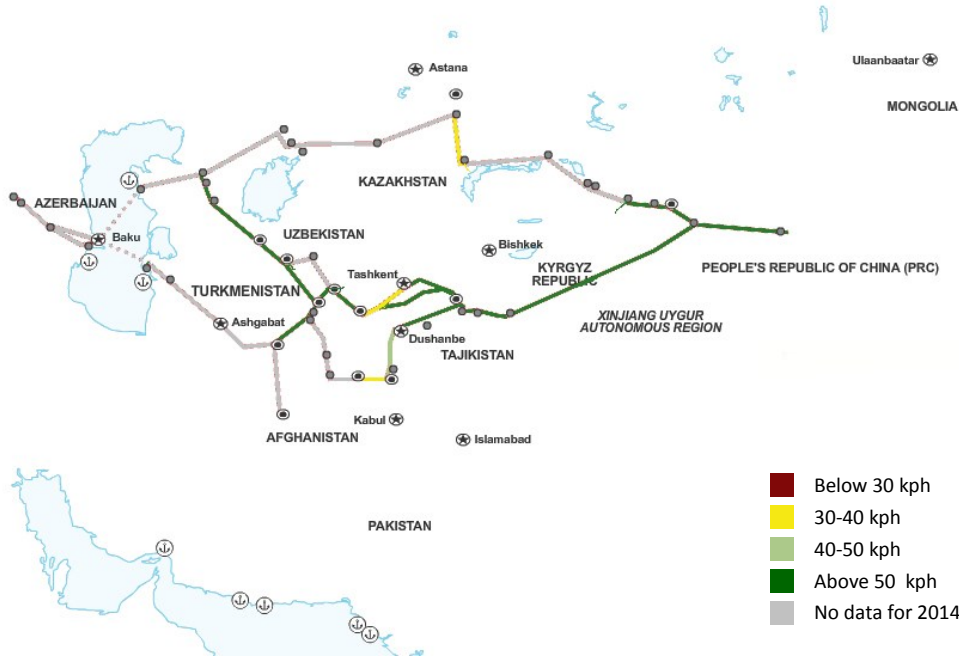 Ulaanbaatar
Astana
MONGOLIA
KAZAKHSTAN
AZERBAIJAN
UZBEKISTAN
Baku
Bishkek
Tashkent
KYRGYZ
REPUBLIC
PEOPLE'S REPUBLIC OF CHINA (PRC)
TURKMENISTAN
XINJIANG UYGUR
AUTONOMOUS REGION
Ashgabat
Dushanbe
TAJIKISTAN
Kabul
AFGHANISTAN
Islamabad
PAKISTAN
Below 30 kph
30-40 kph
40-50 kph
Above 50 kph
No data for 2014